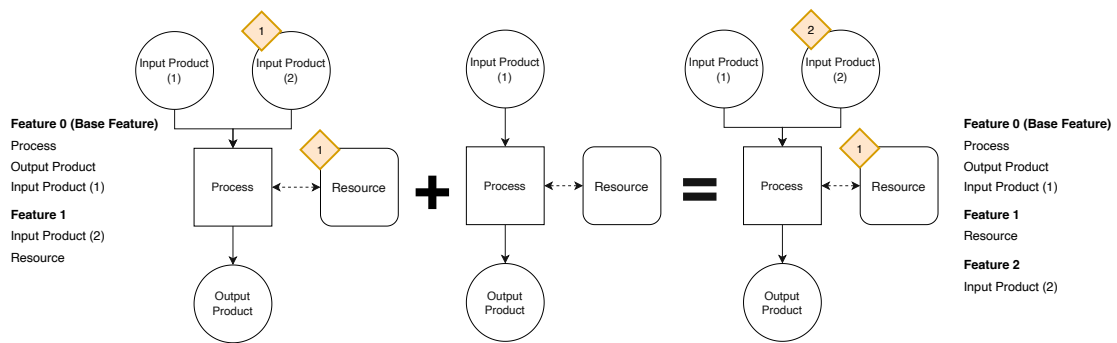 Feature 0 (Base Feature)
Process
Output Product
Input Product (1)
Feature 1
Input Product (2)
Resource
Input Product
(1)
1
Input Product
(2)
Process
1
Resource
Output
Product
+
Input Product
(1)
Process
Resource
Output
Product
=
Input Product
(1)
2
Input Product
(2)
Process
1
Resource
Output
Product
Feature 0 (Base Feature)
Process
Output Product
Input Product (1)
Feature 1
Resource
Feature 2
Input Product (2)